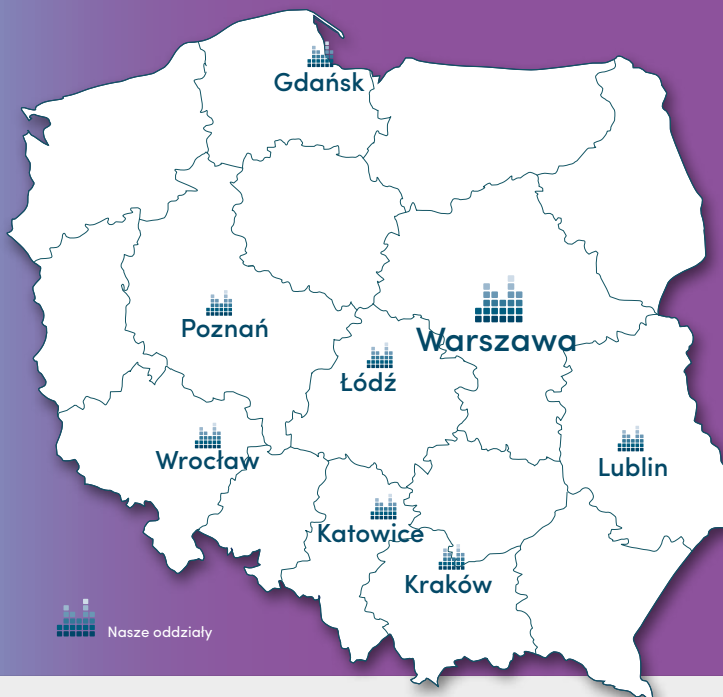 Gdańsk
Poznań
Warszawa
Łódź
Wrocław
Lublin
Katowice
Kraków
Nasze oddziały